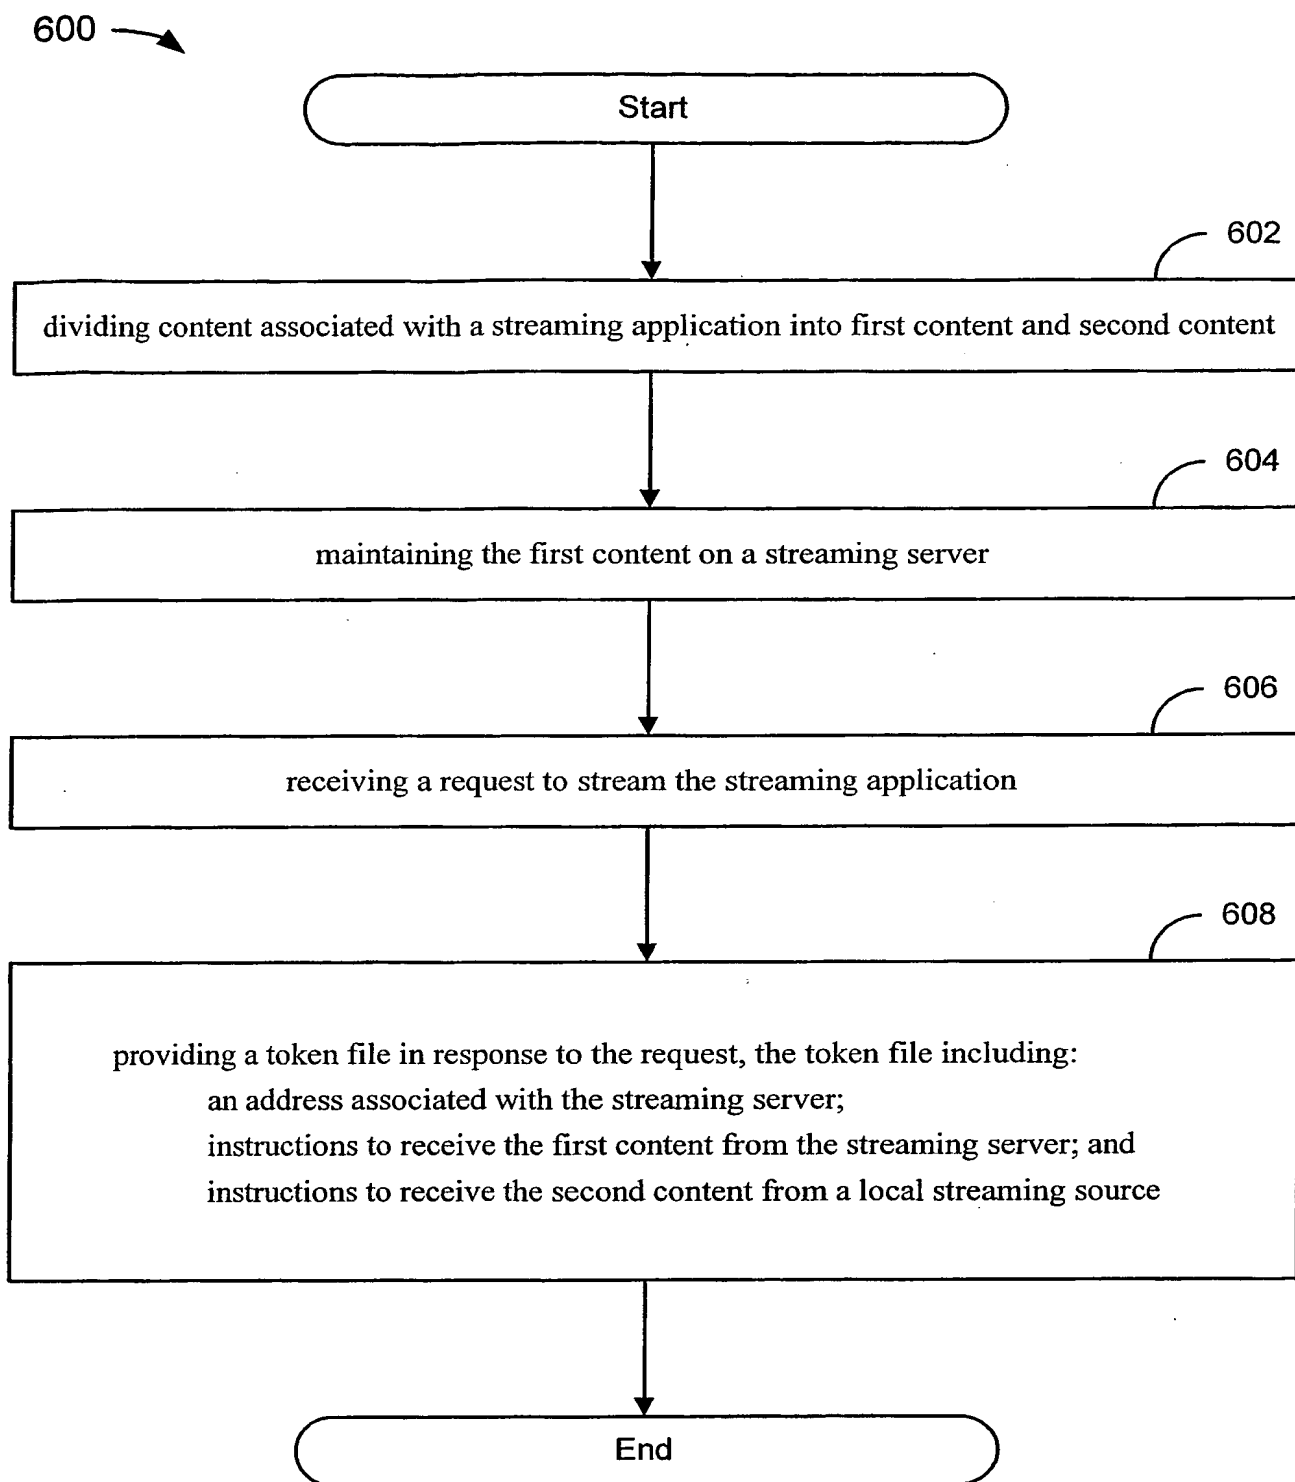 600
Start
602
dividing content associated with a streaming application into first content and second content
604
maintaining the first content on a streaming server
606
receiving a request to stream the streaming application
608
providing a token file in response to the request, the token file including:
an address associated with the streaming server;
instructions to receive the first content from the streaming server; and
instructions to receive the second content from a local streaming source
End